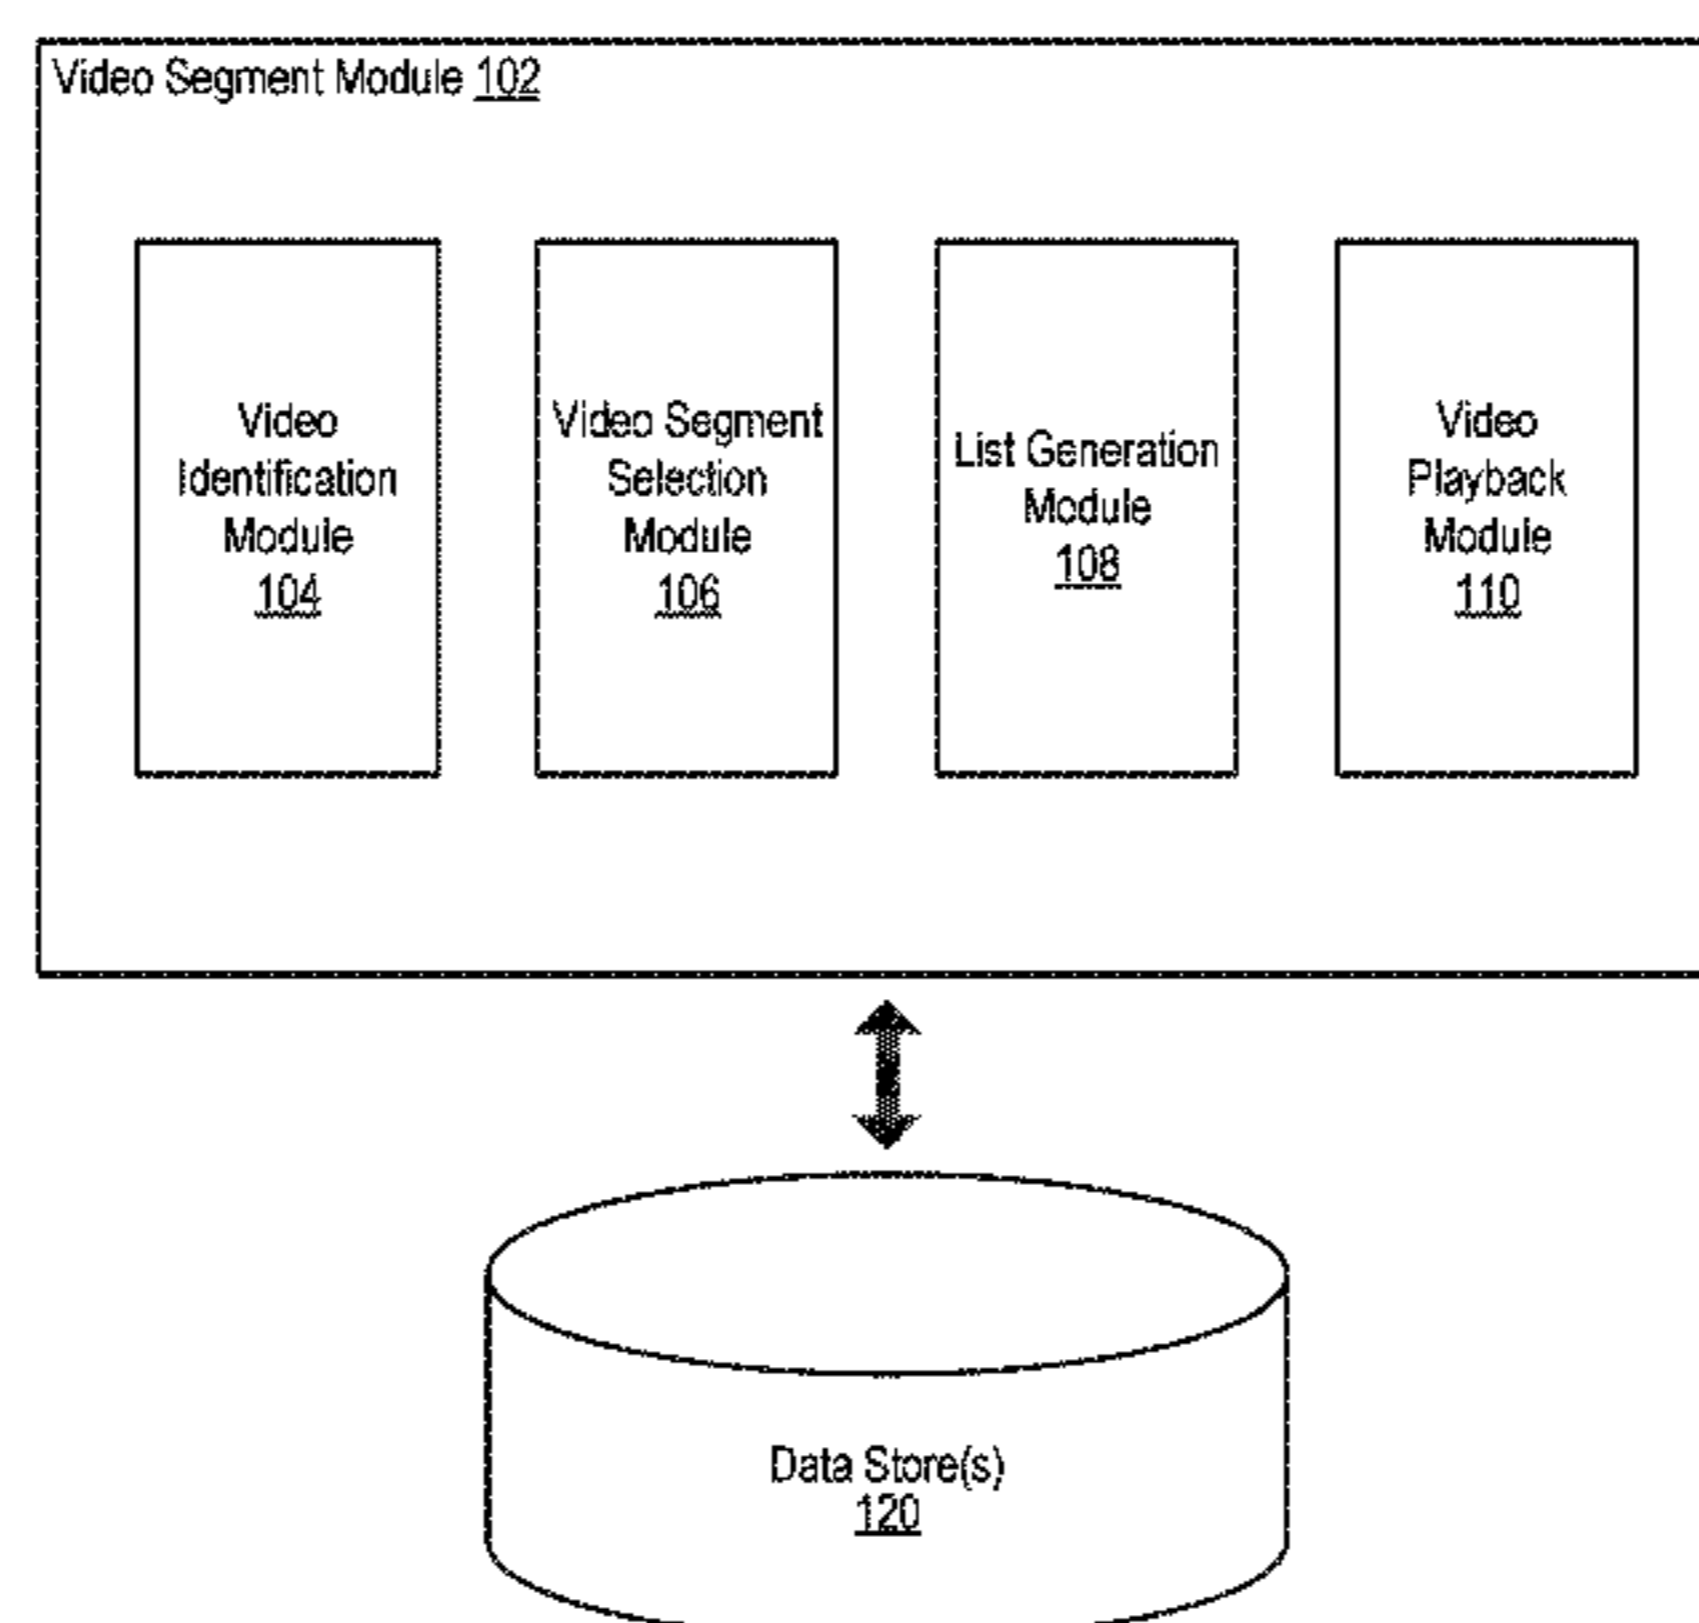 Video Segment Module 102
Video
Identification
Module
104
Video Segment
Selection
Module
106
List Generation
Module
108
Video
Playback
Module
110
Data Store(s)
120